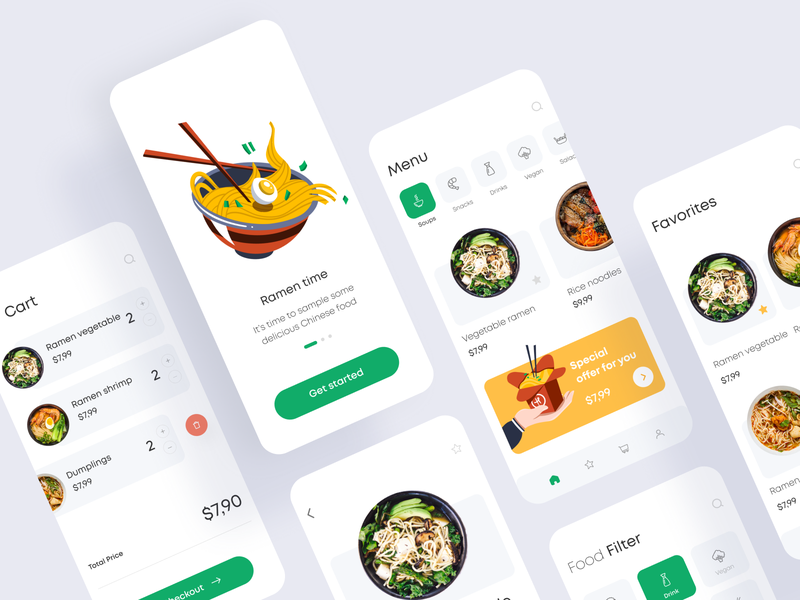 Cart
Ramen vegetable
$7,99
2
+
Ramen shrimp
$7,99
2
+
Dumplings
$7,99
2
+
$7,90
Total Price
Ramen time
It's time to sample some
delicious Chinese food
Get started
Menu
Soups
Snacks
Drinks
Vegan
Vegetable ramen
$7,99
Rice noodles
$9,99
Special
offer for you
$7,99
Favorites
Ramen vegetable
$7,99
Ramen
$7,99
Food Filter
Drink
Vegan